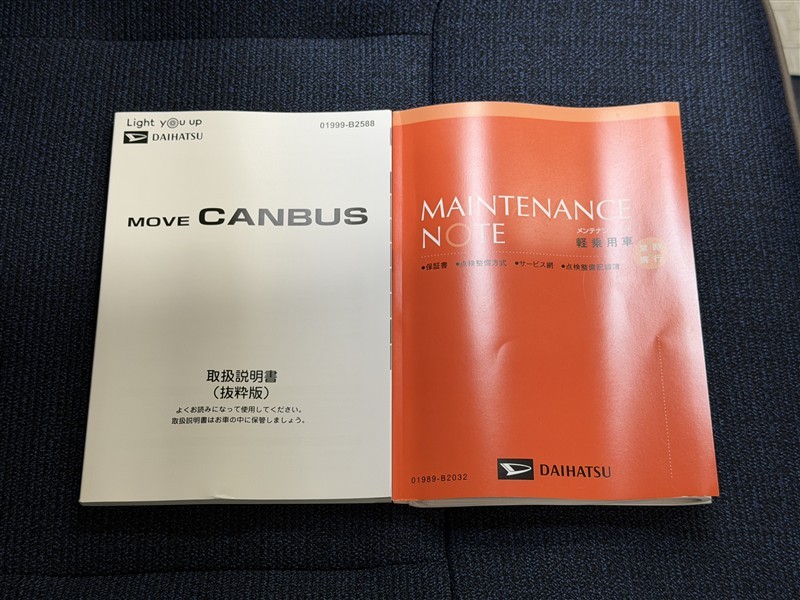 Light you up
DAIHATSU
01999-B2588
MOVE CANBUS
取扱説明書
（抜粋版）
よくお読みになって使用してください。
取扱説明書はお車の中に保管しましょう。
MAINTENANCE
NOTE
メンテナン
軽乗用車
常時
携行
●保証書 ●点検整備方式 ●サービス網 ●点検整備記録簿
01989-B2032
DAIHATSU